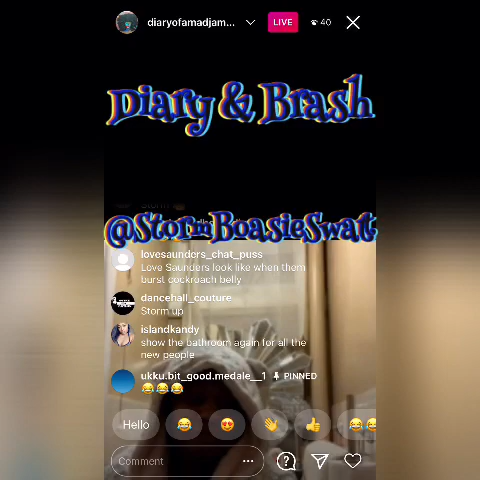 diaryofamadjam...
LIVE
40
Diary & Brash
@StormBoasieSwat
lovesaunders_chat_puss
Love Saunders look like when them
burst cockroach belly
dancehall_couture
Storm up
islandkandy
show the bathroom again for all the
new people
ukku.bit_good.medale__1 PINNED
😂😂😂
Hello
Comment